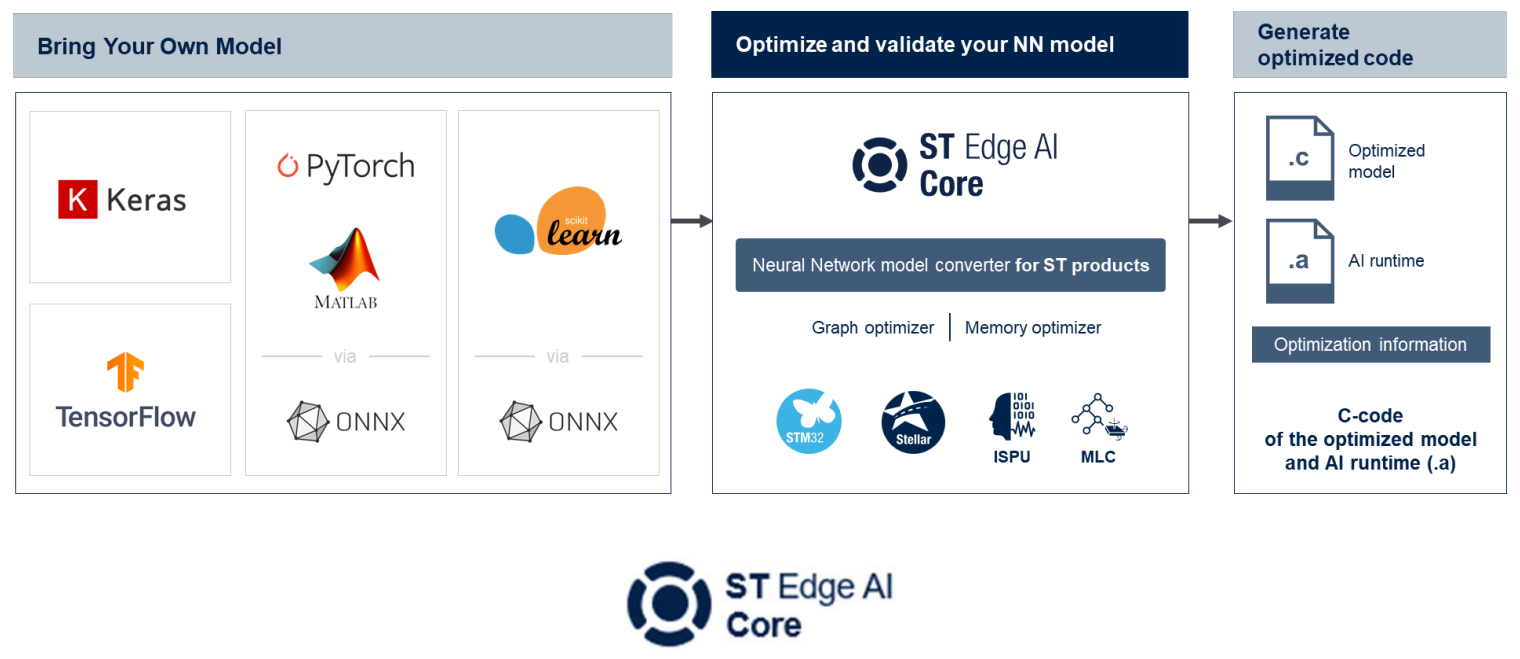 Bring Your Own Model
K Keras
TensorFlow
PyTorch
MATLAB
via
ONNX
scikit
learn
via
ONNX
Optimize and validate your NN model
ST Edge AI
Core
Neural Network model converter for ST products
Graph optimizer | Memory optimizer
STM32
Stellar
101
0101
1010
ISPU
MLC
Generate
optimized code
.c
Optimized
model
.a
AI runtime
Optimization information
C-code
of the optimized model
and AI runtime (.a)
ST Edge AI
Core